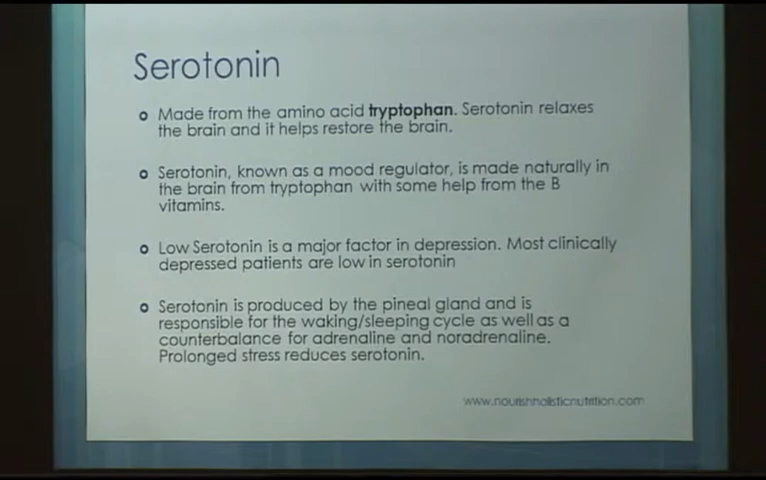 Serotonin
Made from the amino acid tryptophan. Serotonin relaxes
the brain and it helps restore the brain.
Serotonin, known as a mood regulator, is made naturally in
the brain from tryptophan with some help from the B
vitamins.
Low Serotonin is a major factor in depression. Most clinically
depressed patients are low in serotonin
Serotonin is produced by the pineal gland and is
responsible for the waking/sleeping cycle as well as a
counterbalance for adrenaline and noradrenaline.
Prolonged stress reduces serotonin.
www.nourishholisticnutrition.com